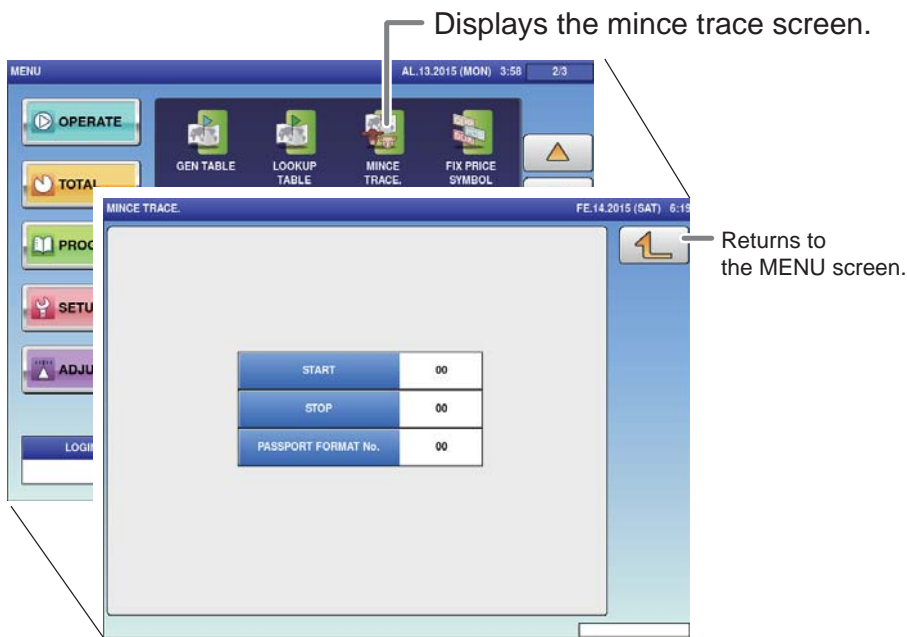 Displays the mince trace screen.
MENU
AL.13.2015 (MON) 3:58
2/3
OPERATE
GEN TABLE
LOOKUP
TABLE
MINCE
TRACE.
FIX PRICE
SYMBOL
TOTAL
MINCE TRACE.
FE.14.2015 (SAT) 6:19
PROG
Returns to
the MENU screen.
SETU
START
00
ADJU
STOP
00
PASSPORT FORMAT No.
00
LOGI